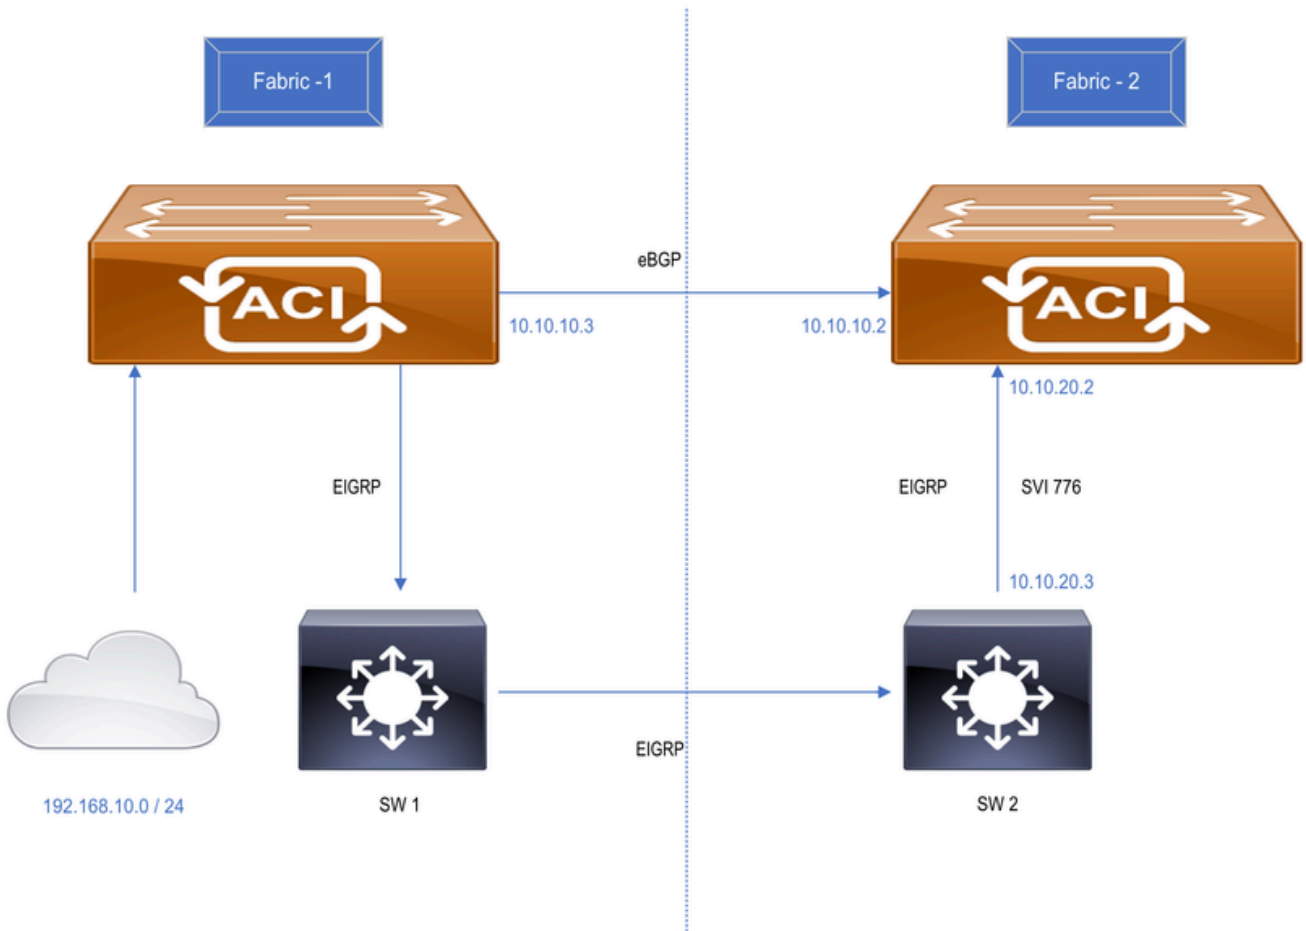 Fabric -1
Fabric - 2
ACI
ACI
eBGP
10.10.10.3
10.10.10.2
10.10.20.2
EIGRP
EIGRP
SVI 776
10.10.20.3
EIGRP
192.168.10.0 / 24
SW 1
SW 2